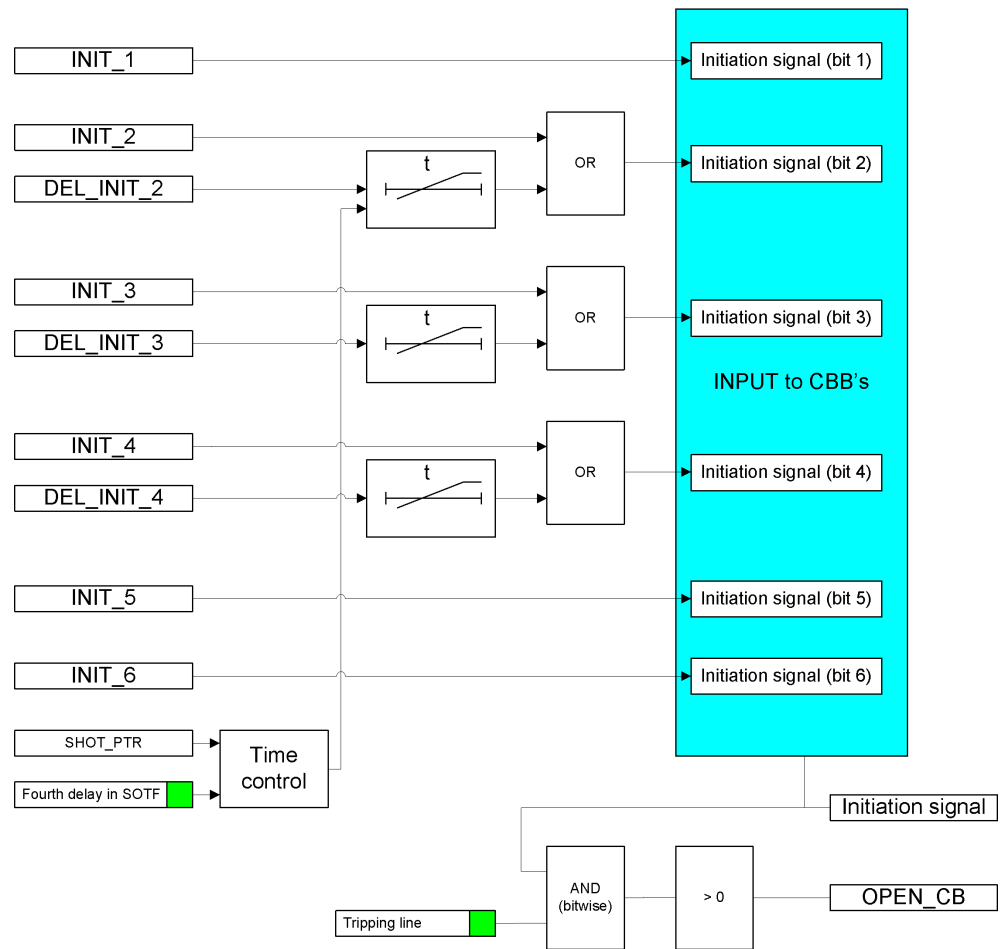 INIT_1
Initiation signal (bit 1)
INIT_2
OR
Initiation signal (bit 2)
t
DEL_INIT_2
INIT_3
OR
Initiation signal (bit 3)
t
DEL_INIT_3
INPUT to CBB's
INIT_4
OR
Initiation signal (bit 4)
t
DEL_INIT_4
INIT_5
Initiation signal (bit 5)
INIT_6
Initiation signal (bit 6)
SHOT_PTR
Time
control
Fourth delay in SOTF
Initiation signal
AND
(bitwise)
> 0
OPEN_CB
Tripping line